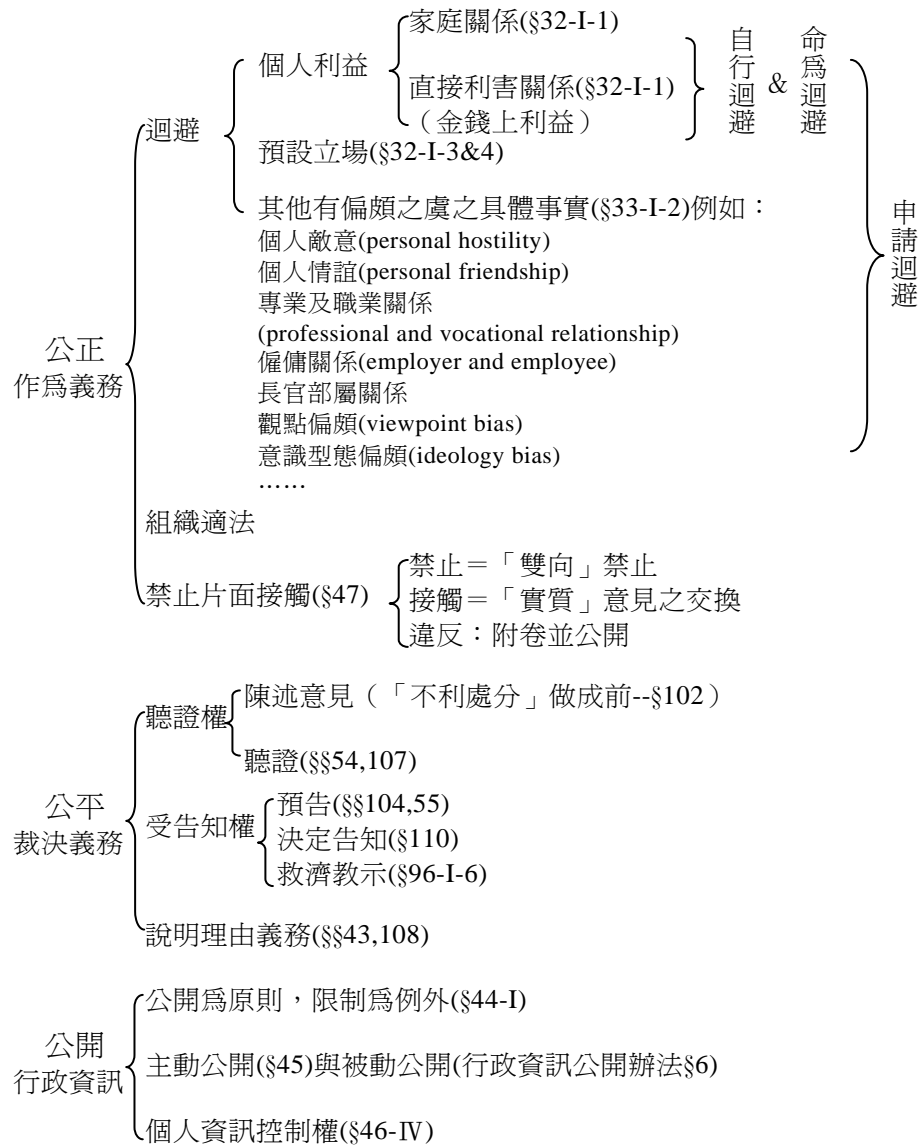 家庭關係(§32-I-1)
個人利益
直接利害關係(§32-I-1)
（金錢上利益）
自行迴避
&
命爲迴避
迴避
預設立場(§32-I-3&4)
其他有偏頗之虞之具體事實(§33-I-2)例如：
個人敵意(personal hostility)
個人情誼(personal friendship)
專業及職業關係
(professional and vocational relationship)
僱傭關係(employer and employee)
長官部屬關係
觀點偏頗(viewpoint bias)
意識型態偏頗(ideology bias)
……
申請迴避
公正
作爲義務
組織適法
禁止片面接觸(§47)
禁止＝「雙向」禁止
接觸＝「實質」意見之交換
違反：附卷並公開
聽證權
陳述意見（「不利處分」做成前--§102）
聽證(§§54,107)
公平
裁決義務
受告知權
預告(§§104,55)
決定告知(§110)
救濟教示(§96-I-6)
說明理由義務(§§43,108)
公開
行政資訊
公開爲原則，限制爲例外(§44-I)
主動公開(§45)與被動公開(行政資訊公開辦法§6)
個人資訊控制權(§46-Ⅳ)